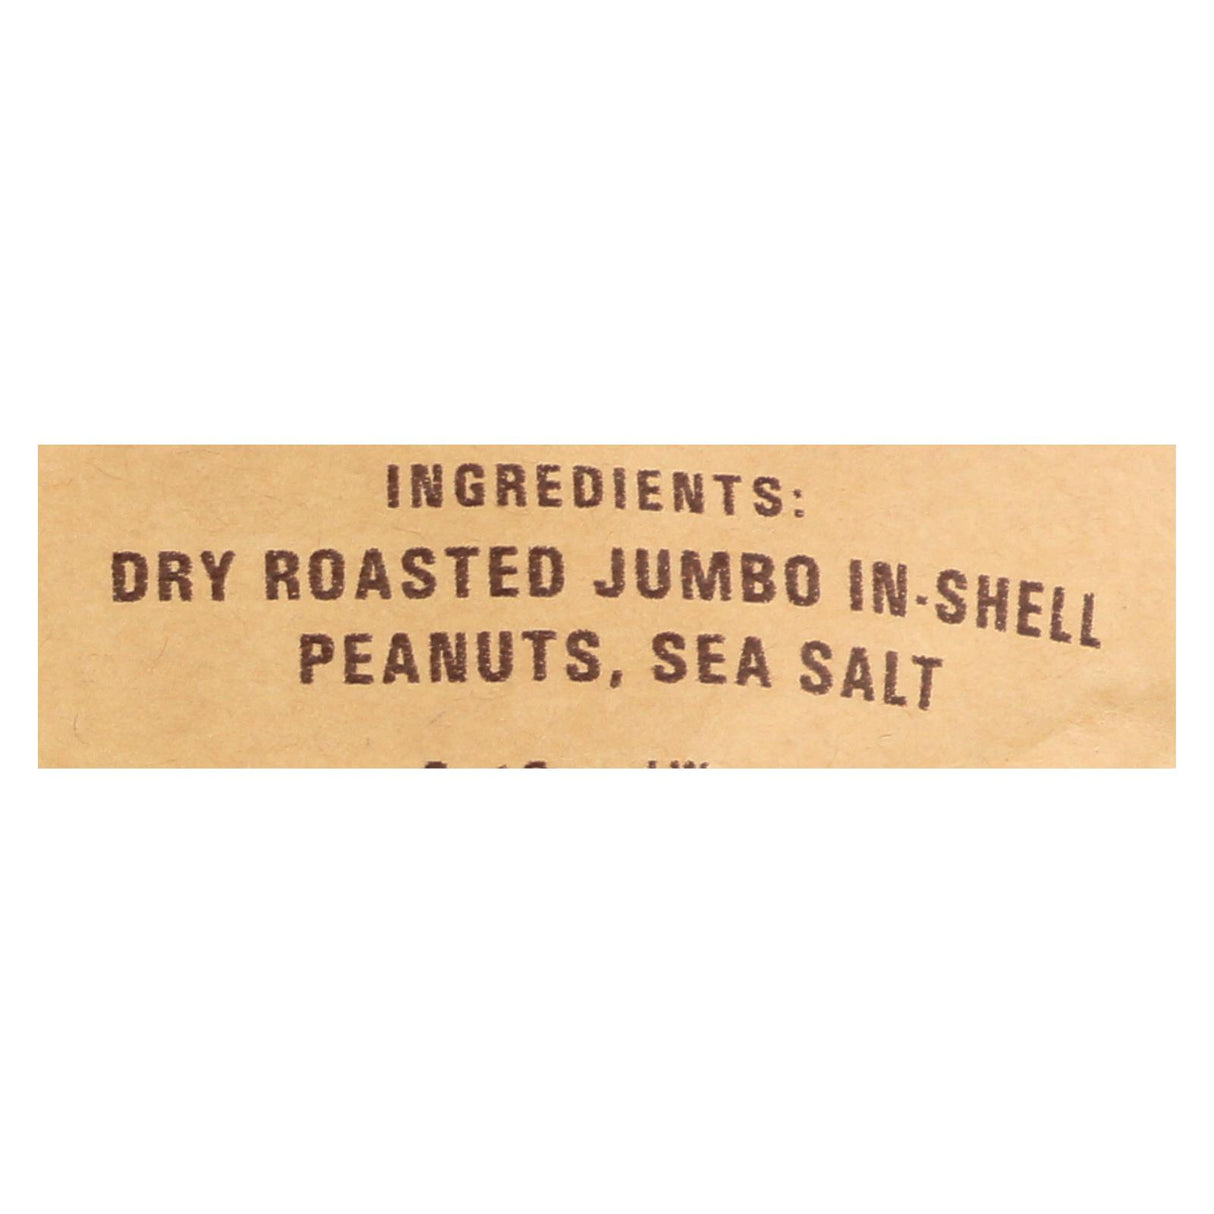 INGREDIENTS:
DRY ROASTED JUMBO IN-SHELL
PEANUTS, SEA SALT